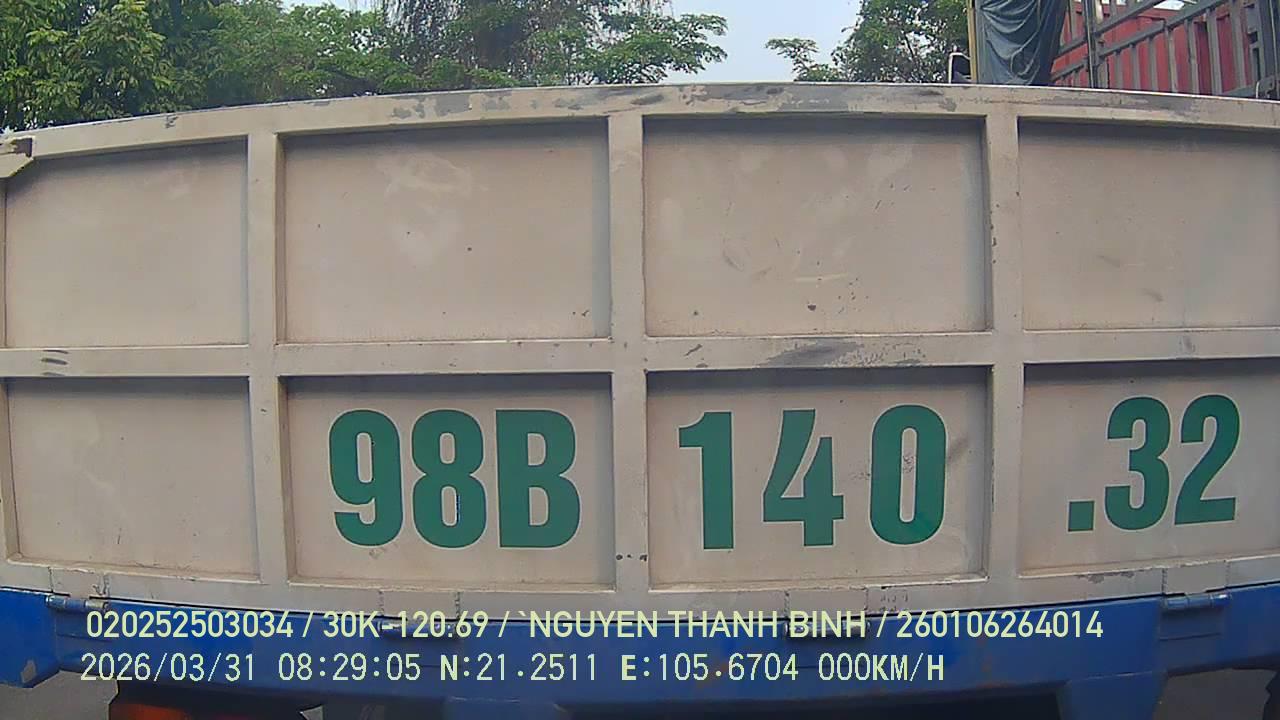 98B 140 .32
020252503034 / 30K-120.69 / `NGUYEN THANH BINH / 260106264014
2026/03/31 08:29:05 N:21.2511 E:105.6704 000KM/H